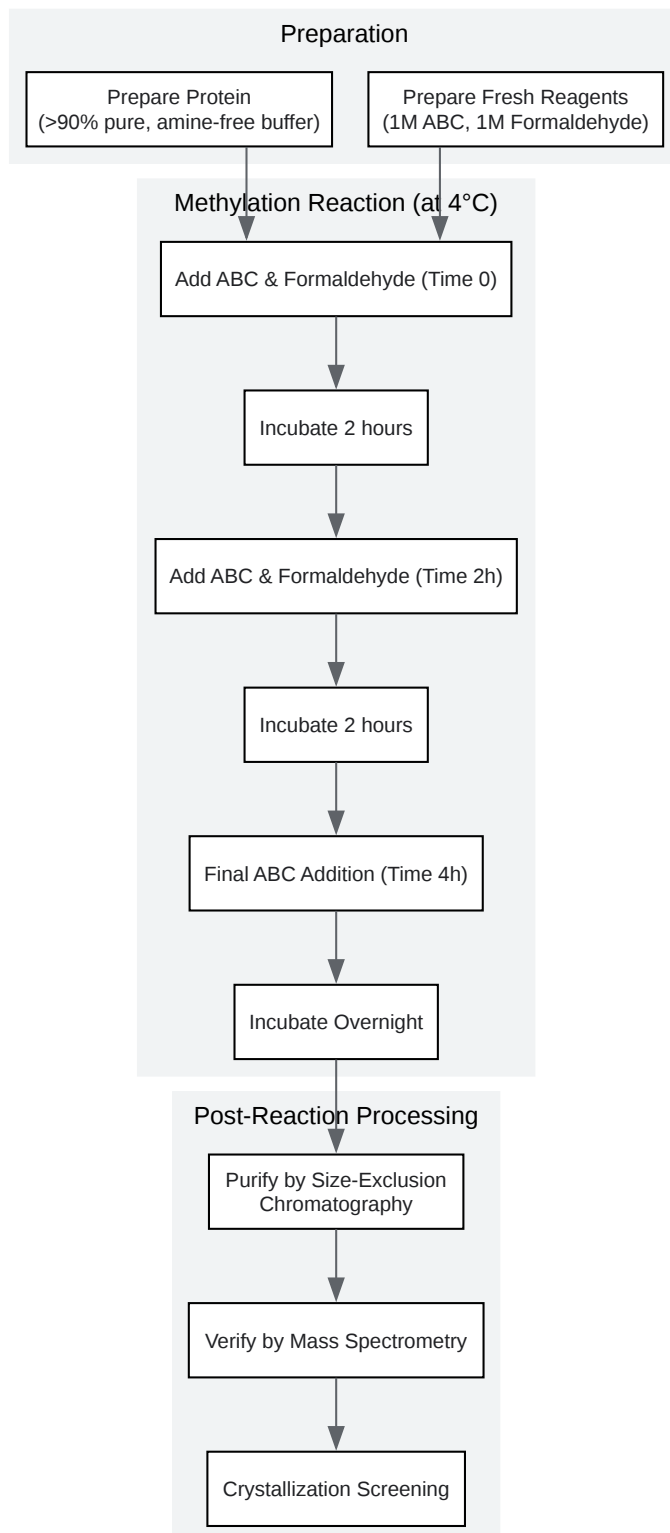 Preparation
Prepare Protein
(>90% pure, amine-free buffer)
Prepare Fresh Reagents
(1M ABC, 1M Formaldehyde)
Methylation Reaction (at 4°C)
Add ABC & Formaldehyde (Time 0)
Incubate 2 hours
Add ABC & Formaldehyde (Time 2h)
Incubate 2 hours
Final ABC Addition (Time 4h)
Incubate Overnight
Post-Reaction Processing
Purify by Size-Exclusion
Chromatography
Verify by Mass Spectrometry
Crystallization Screening